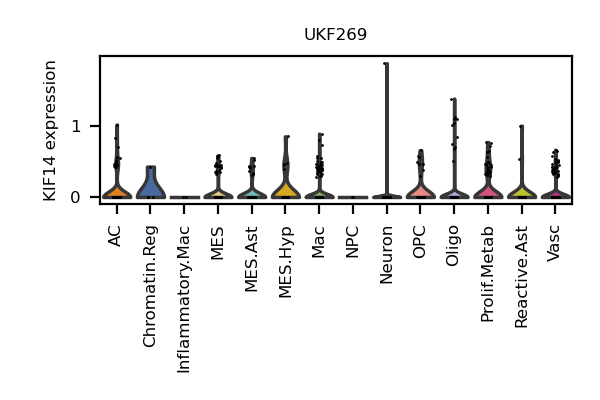 UKF269
KIF14 expression
1
0
AC
Chromatin.Reg
Inflammatory.Mac
MES
MES.Ast
MES.Hyp
Mac
NPC
Neuron
OPC
Oligo
Prolif.Metab
Reactive.Ast
Vasc